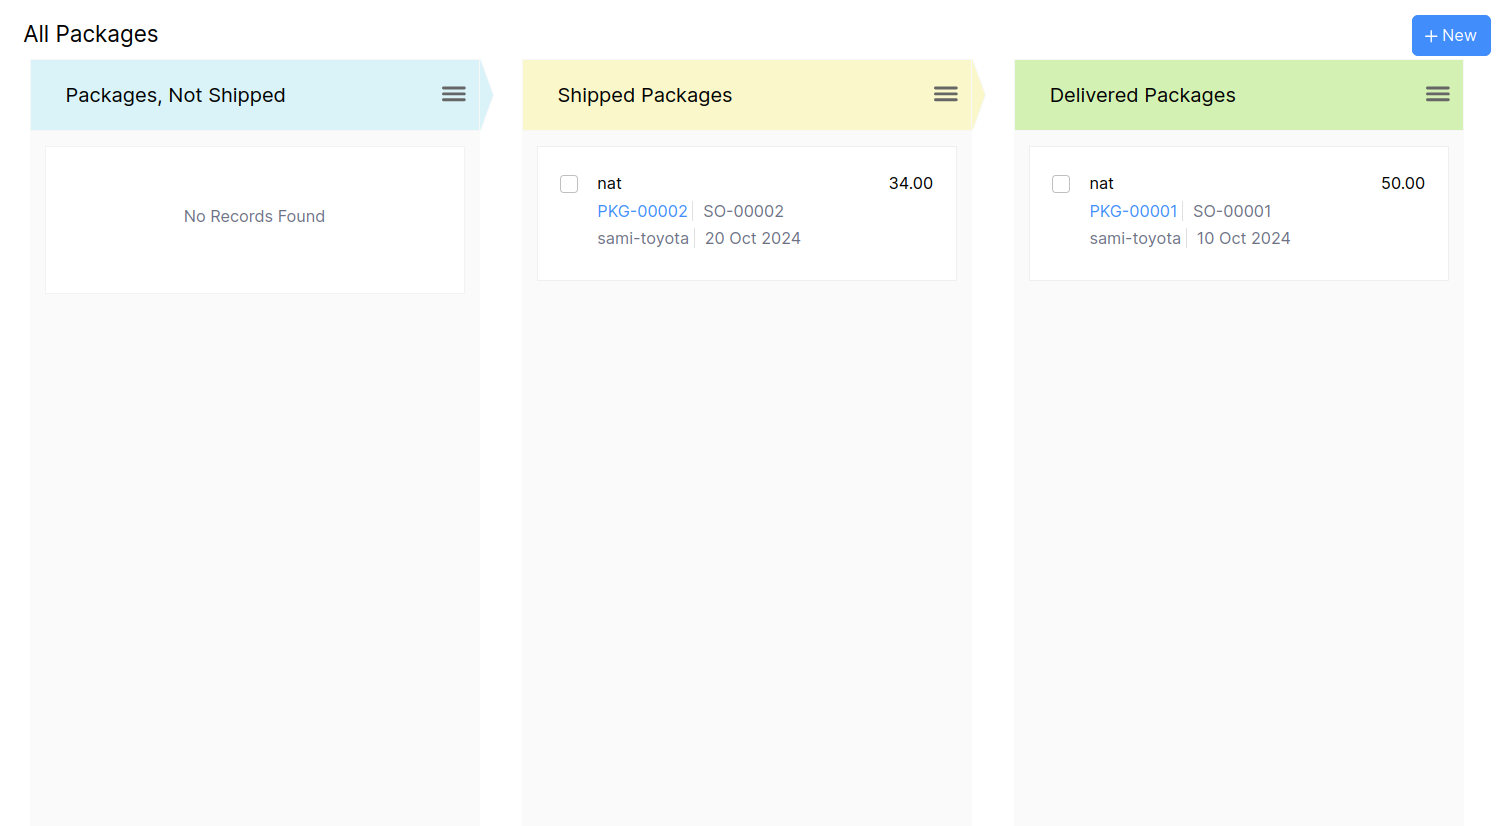 All Packages
+ New
Packages, Not Shipped
No Records Found
Shipped Packages
nat 34.00
PKG-00002 SO-00002
sami-toyota 20 Oct 2024
Delivered Packages
nat 50.00
PKG-00001 SO-00001
sami-toyota 10 Oct 2024